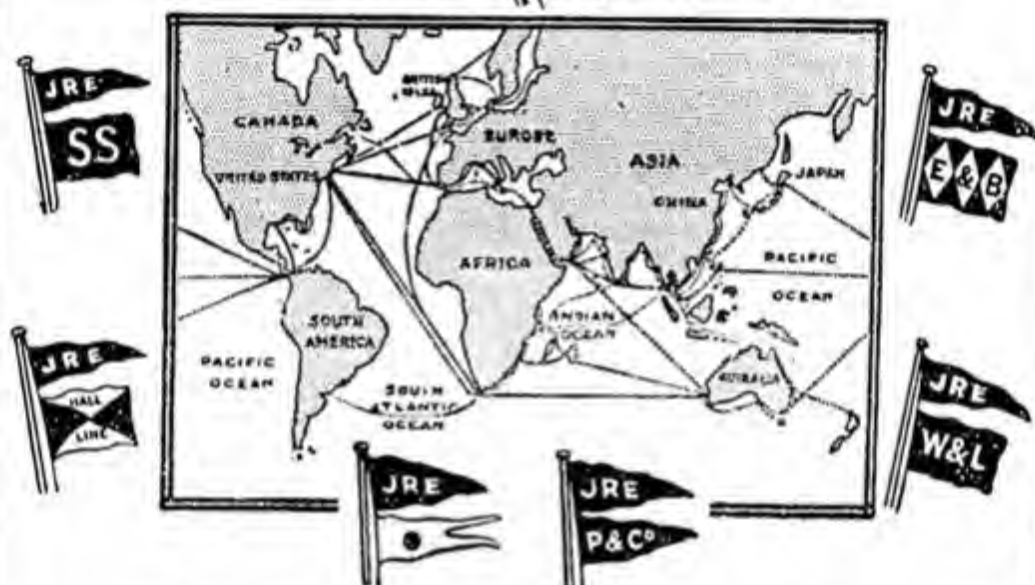 JRE
SS
JRE
HALL
LINE
CANADA
UNITED STATES
SOUTH
AMERICA
PACIFIC
OCEAN
SOUTH
ATLANTIC
OCEAN
BRITISH
EUROPE
AFRICA
ASIA
CHINA
JAPAN
INDIAN
OCEAN
PACIFIC
OCEAN
AUSTRALIA
JRE
E & B
JRE
W&L
JRE
JRE
P&Co